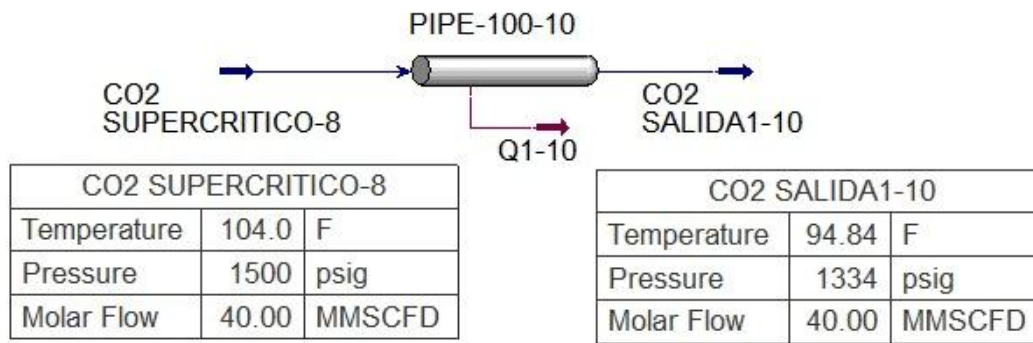 PIPE-100-10
CO2
SUPERCRITICO-8
CO2
SALIDA1-10
Q1-10
CO2 SUPERCRITICO-8
Temperature 104.0 F
Pressure 1500 psig
Molar Flow 40.00 MMSCFD
CO2 SALIDA1-10
Temperature 94.84 F
Pressure 1334 psig
Molar Flow 40.00 MMSCFD